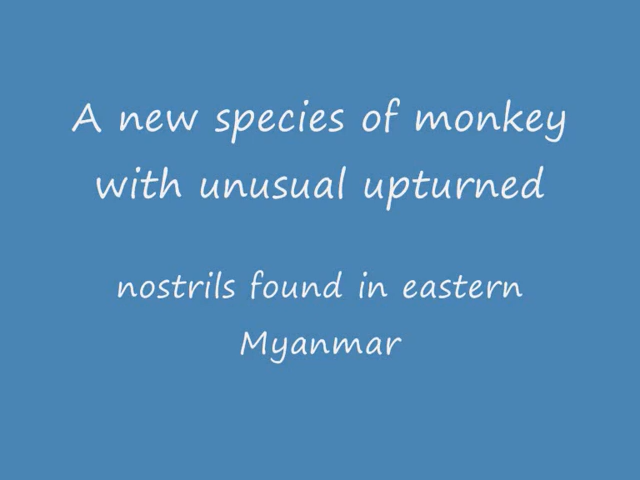 A new species of monkey
with unusual upturned
nostrils found in eastern
Myanmar